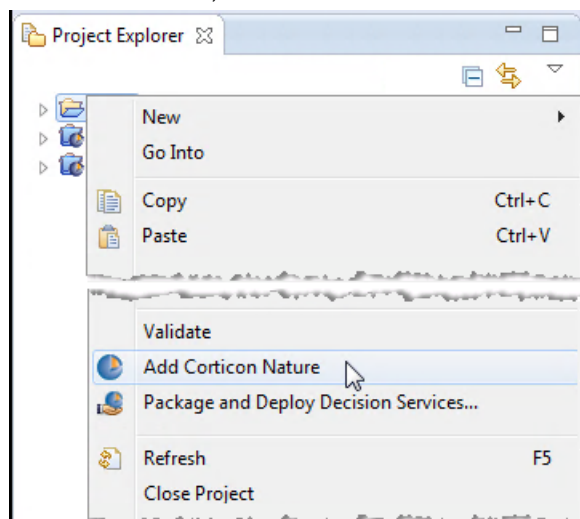 Project Explorer
New
Go Into
Copy Ctrl+C
Paste Ctrl+V
Validate
Add Corticon Nature
Package and Deploy Decision Services...
Refresh F5
Close Project